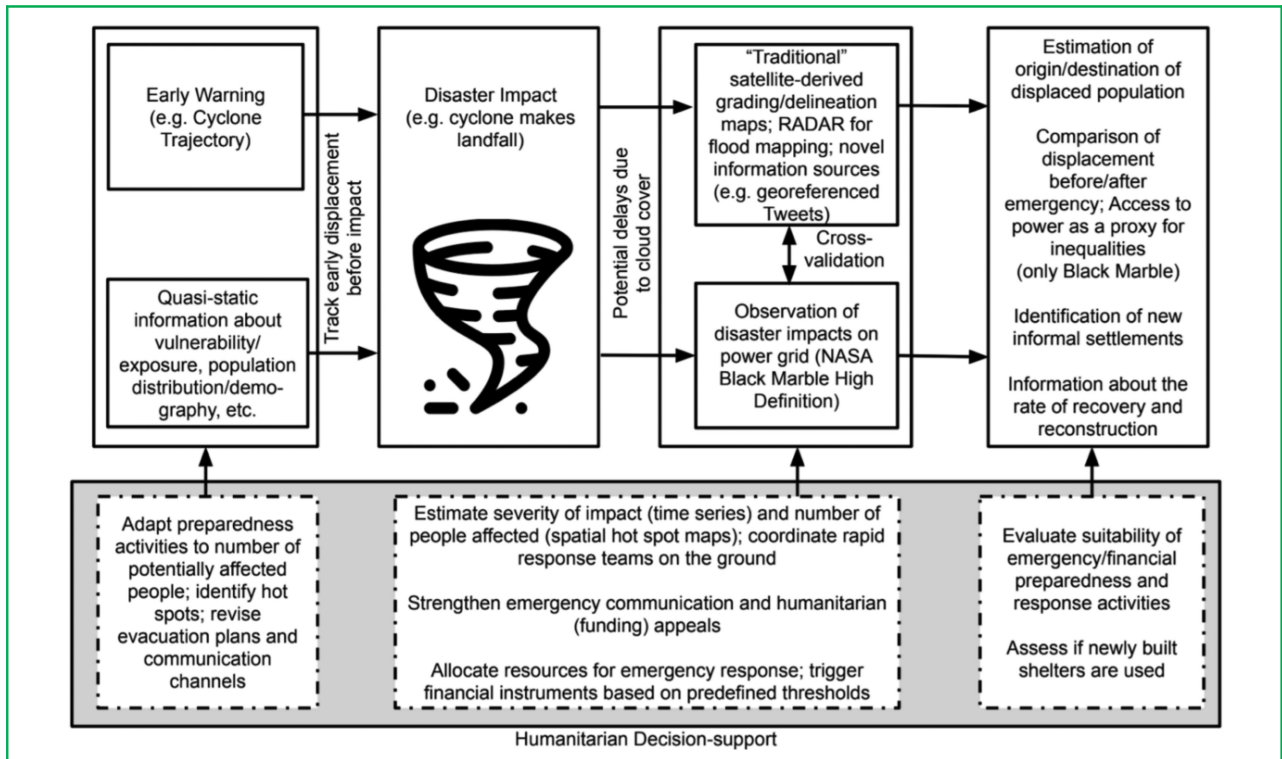 Early Warning
(e.g. Cyclone
Trajectory)
Quasi-static
information about
vulnerability/
exposure, population
distribution/demo-
graphy, etc.
Track early displacement
before impact
Disaster Impact
(e.g. cyclone makes
landfall)
Potential delays due
to cloud cover
“Traditional”
satellite-derived
grading/delineation
maps; RADAR for
flood mapping; novel
information sources
(e.g. georeferenced
Tweets)
Cross-
validation
Observation of
disaster impacts on
power grid (NASA
Black Marble High
Definition)
Estimation of
origin/destination of
displaced population
Comparison of
displacement
before/after
emergency; Access to
power as a proxy for
inequalities
(only Black Marble)
Identification of new
informal settlements
Information about the
rate of recovery and
reconstruction
Adapt preparedness
activities to number of
potentially affected
people; identify hot
spots; revise
evacuation plans and
communication
channels
Estimate severity of impact (time series) and number
of people affected (spatial hot spot maps); coordinate rapid
response teams on the ground
Strengthen emergency communication and humanitarian
(funding) appeals
Allocate resources for emergency response; trigger
financial instruments based on predefined thresholds
Evaluate suitability of
emergency/financial
preparedness and
response activities
Assess if newly built
shelters are used
Humanitarian Decision-support